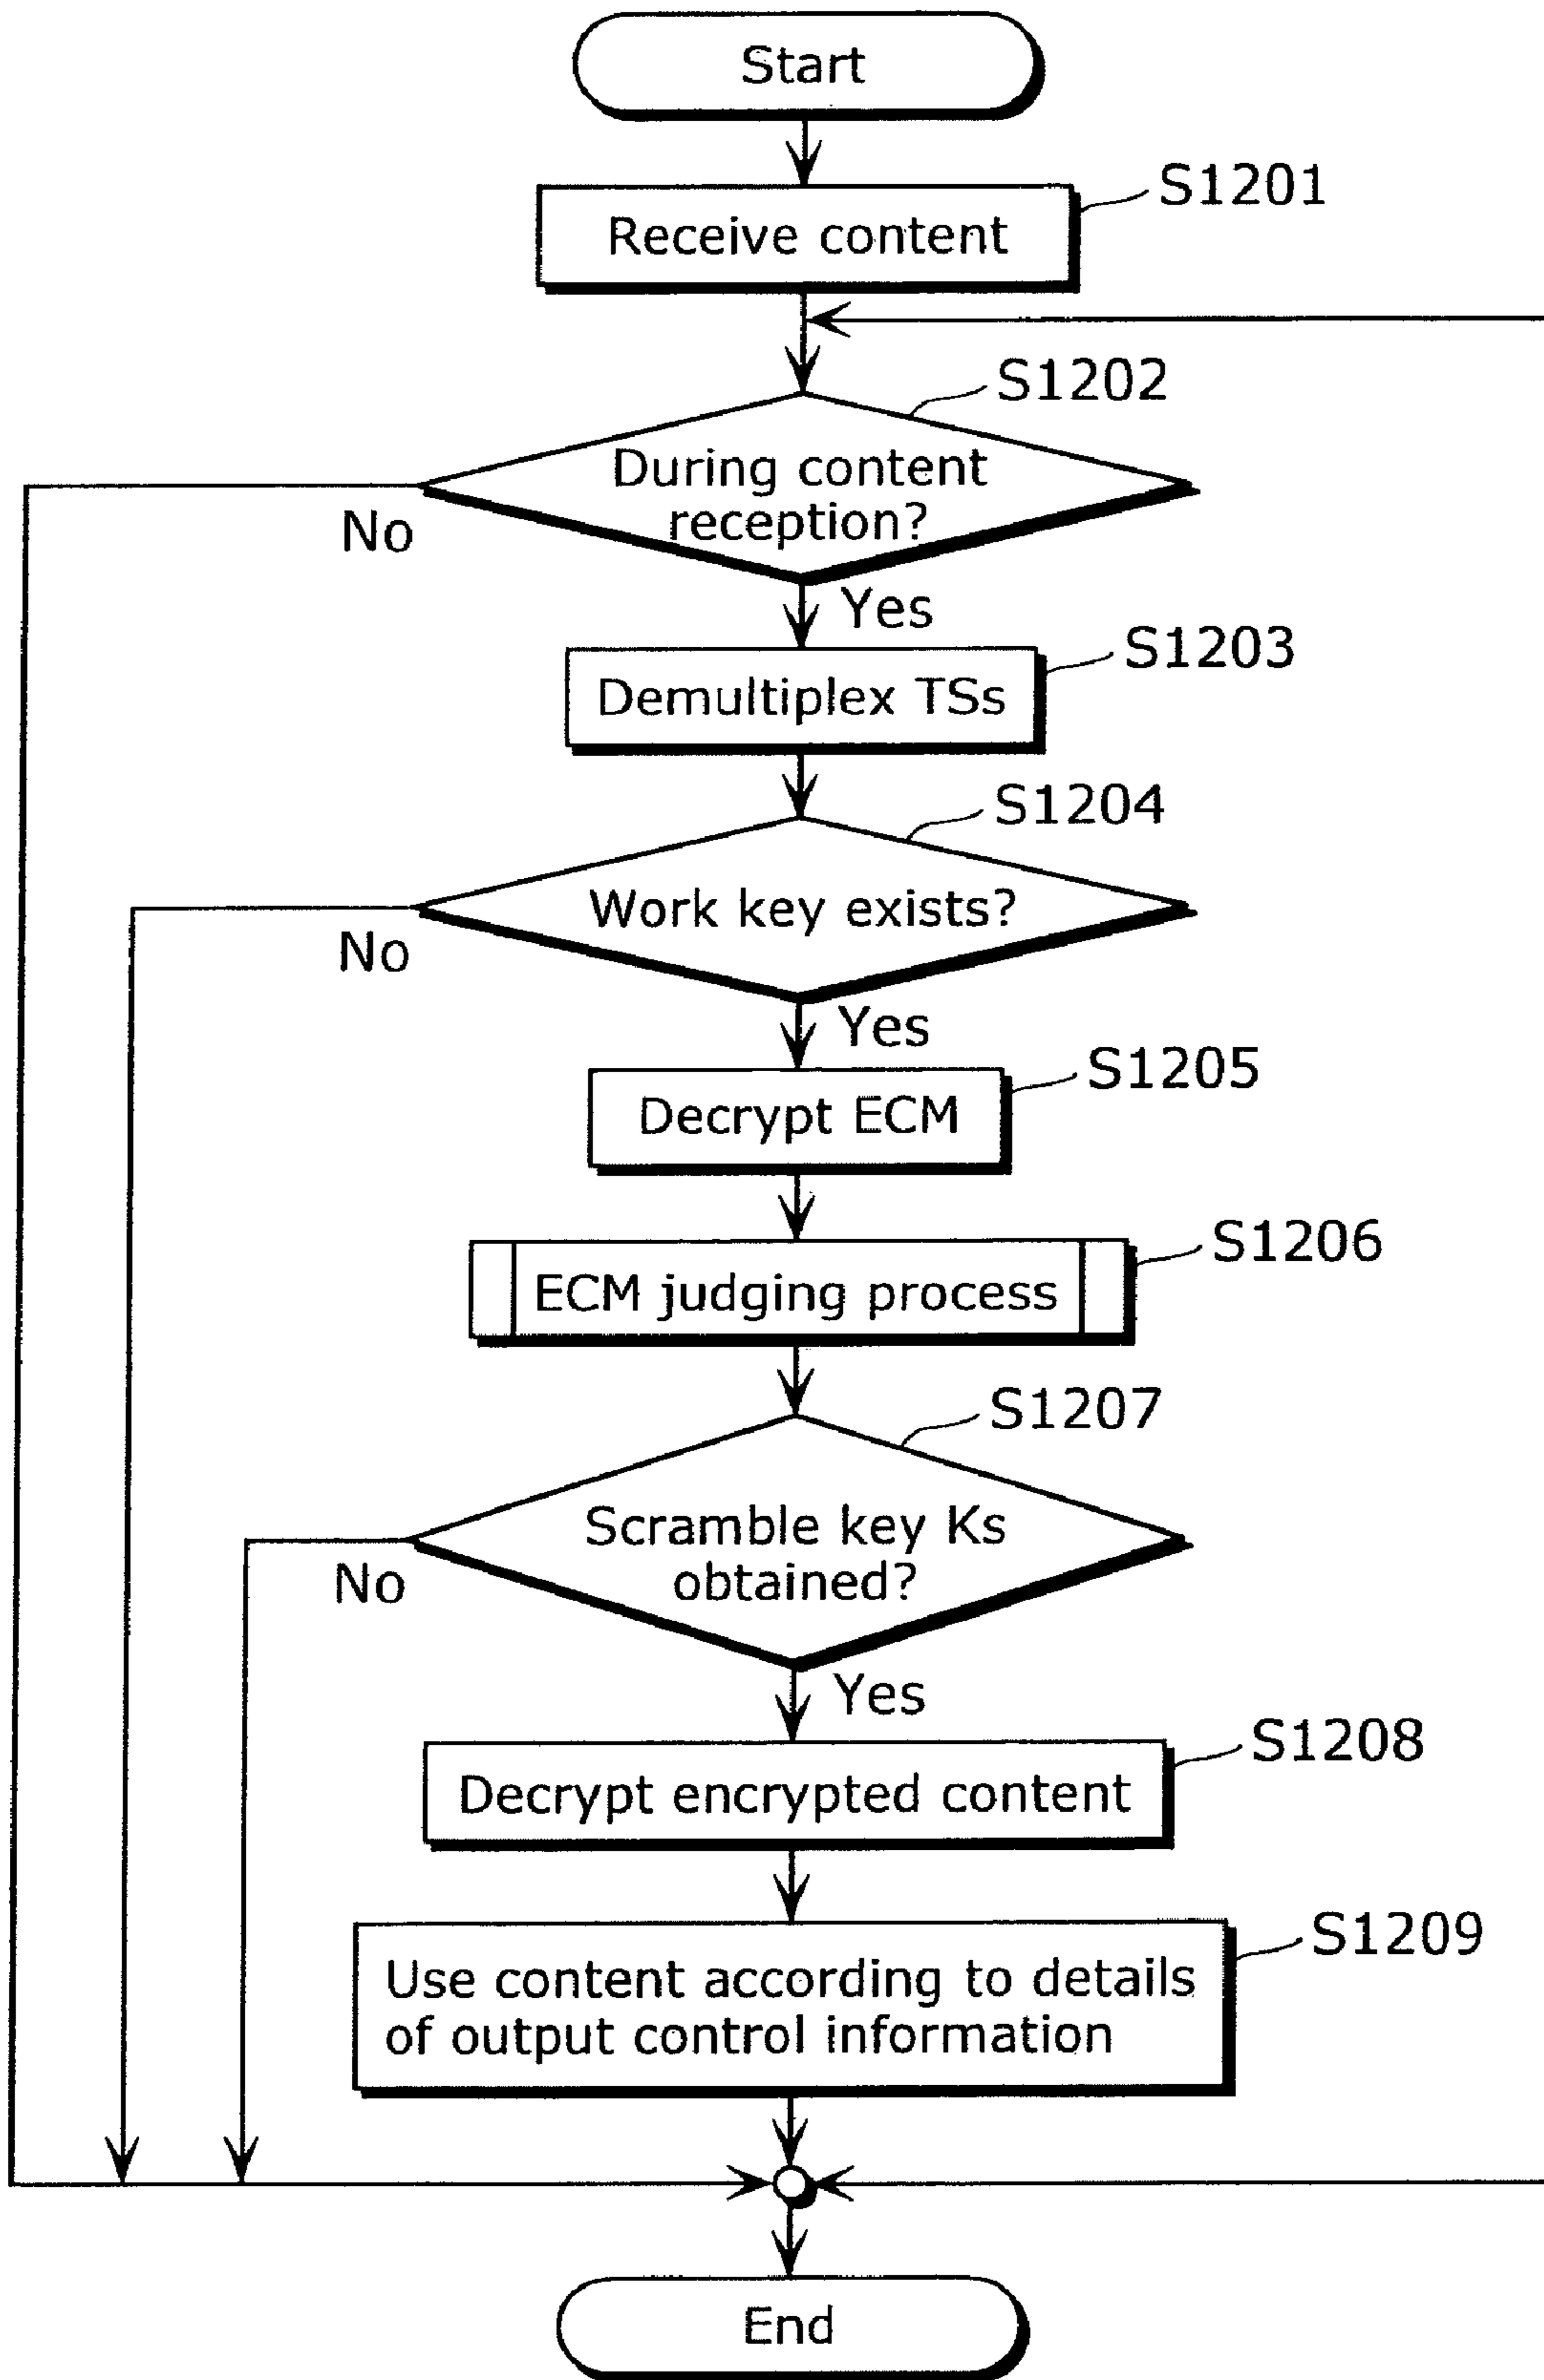 Start
S1201
Receive content
S1202
During content
reception?
No
Yes
S1203
Demultiplex TSs
S1204
Work key exists?
No
Yes
S1205
Decrypt ECM
S1206
ECM judging process
S1207
Scramble key Ks
obtained?
No
Yes
S1208
Decrypt encrypted content
S1209
Use content according to details
of output control information
End